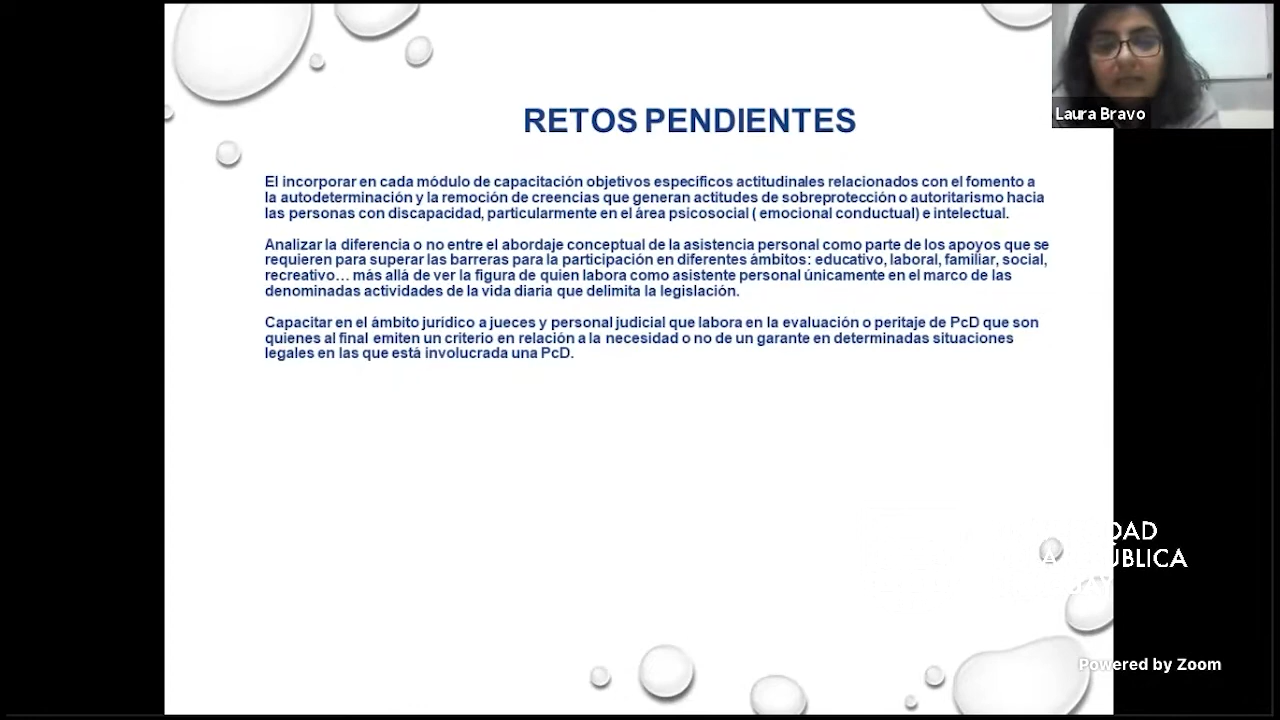 RETOS PENDIENTES
Laura Bravo
El incorporar en cada módulo de capacitación objetivos específicos actitudinales relacionados con el fomento a
la autodeterminación y la remoción de creencias que generan actitudes de sobreprotección o autoritarismo hacia
las personas con discapacidad, particularmente en el área psicosocial ( emocional conductual) e intelectual.
Analizar la diferencia o no entre el abordaje conceptual de la asistencia personal como parte de los apoyos que se
requieren para superar las barreras para la participación en diferentes ámbitos: educativo, laboral, familiar, social,
recreativo... más allá de ver la figura de quien labora como asistente personal únicamente en el marco de las
denominadas actividades de la vida diaria que delimita la legislación.
Capacitar en el ámbito jurídico a jueces y personal judicial que labora en la evaluación o peritaje de PcD que son
quienes al final emiten un criterio en relación a la necesidad o no de un garante en determinadas situaciones
legales en las que está involucrada una PcD.
DAD
ÚBLICA
Powered by Zoom